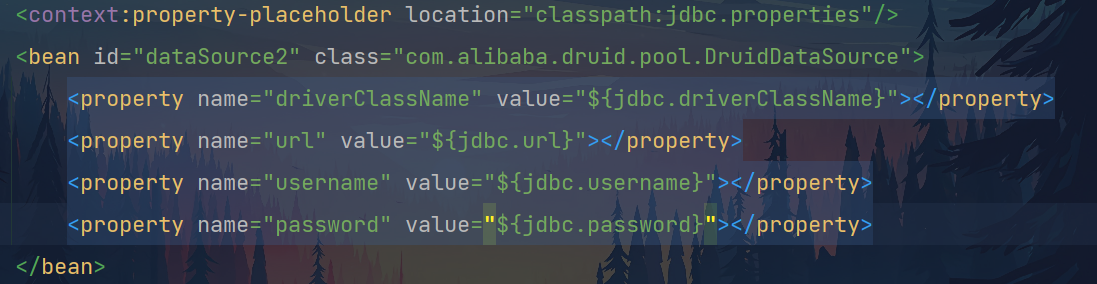 <context:property-placeholder location="classpath:jdbc.properties"/>
<bean id="dataSource2" class="com.alibaba.druid.pool.DruidDataSource">
<property name="driverClassName" value="${jdbc.driverClassName}"></property>
<property name="url" value="${jdbc.url}"></property>
<property name="username" value="${jdbc.username}"></property>
<property name="password" value="${jdbc.password}"></property>
</bean>